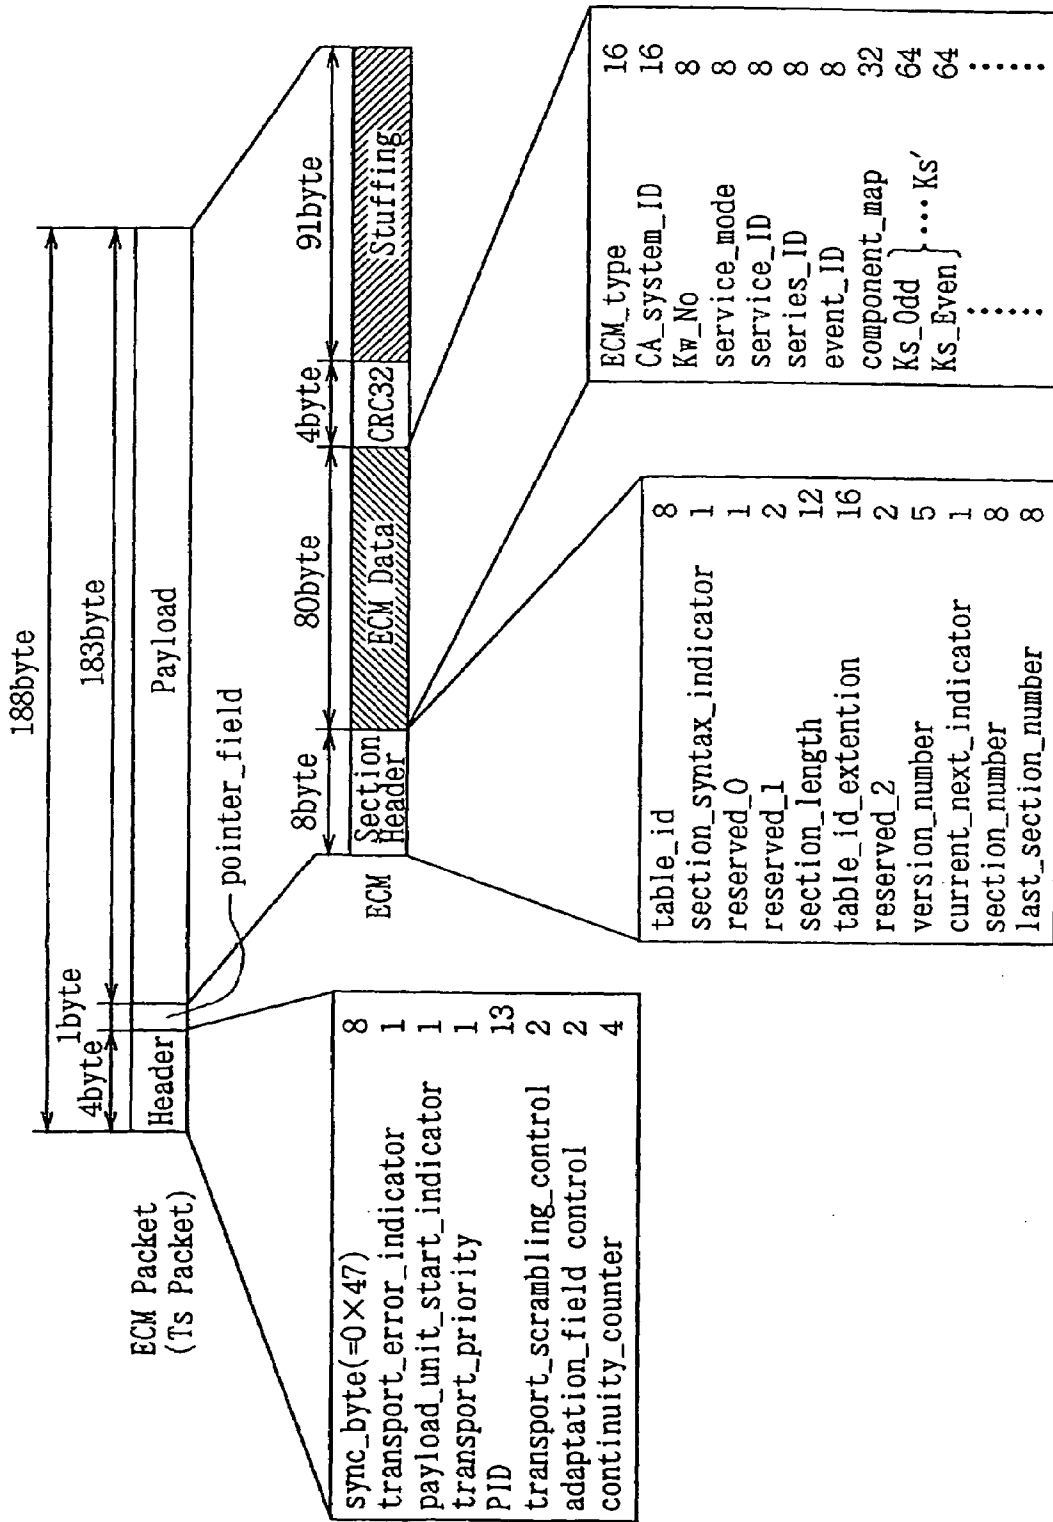 188byte
4byte 1byte 183byte
Header Payload
pointer_field
ECM Packet
(Ts Packet)
8byte 80byte 4byte 91byte
ECM
Section
Header
ECM Data
CRC32
Stuffing
sync_byte(=0×47) 8
transport_error_indicator 1
payload_unit_start_indicator 1
transport_priority 1
PID 13
transport_scrambling_control 2
adaptation_field control 2
continuity_counter 4
table_id 8
section_syntax_indicator 1
reserved_0 1
reserved_1 2
section_length 12
table_id_extention 16
reserved_2 2
version_number 5
current_next_indicator 1
section_number 8
last_section_number 8
ECM_type 16
CA_system_ID 16
Kw_No 8
service_mode 8
service_ID 8
series_ID 8
event_ID 8
component_map 32
Ks_Odd 64
Ks_Even 64
}....Ks′
...... ......